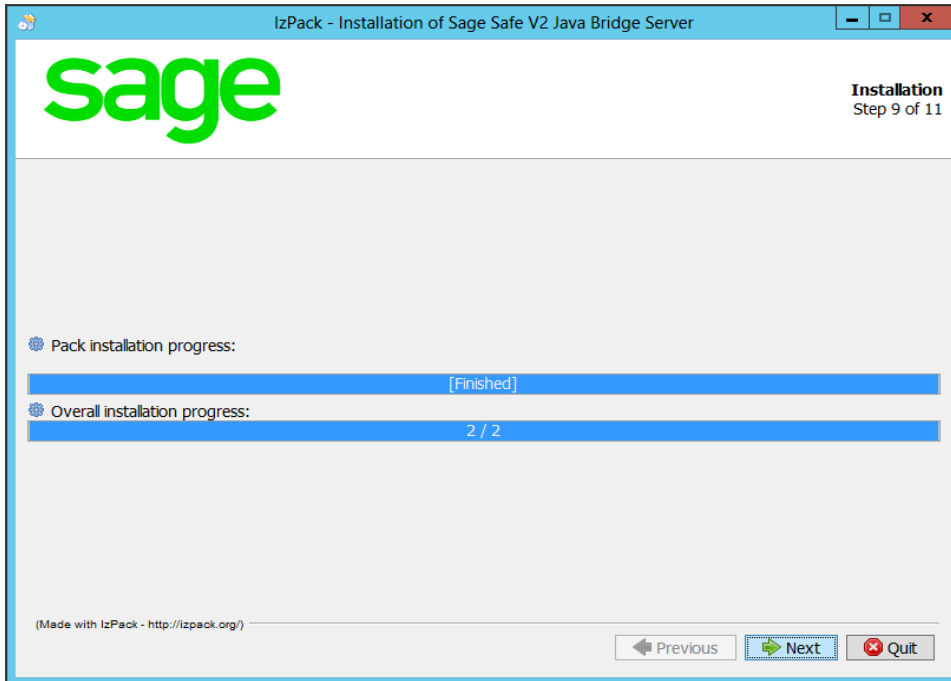 IzPack - Installation of Sage Safe V2 Java Bridge Server
sage
Installation
Step 9 of 11
Pack installation progress:
[Finished]
Overall installation progress:
2 / 2
(Made with IzPack - http://izpack.org/)
Previous
Next
Quit